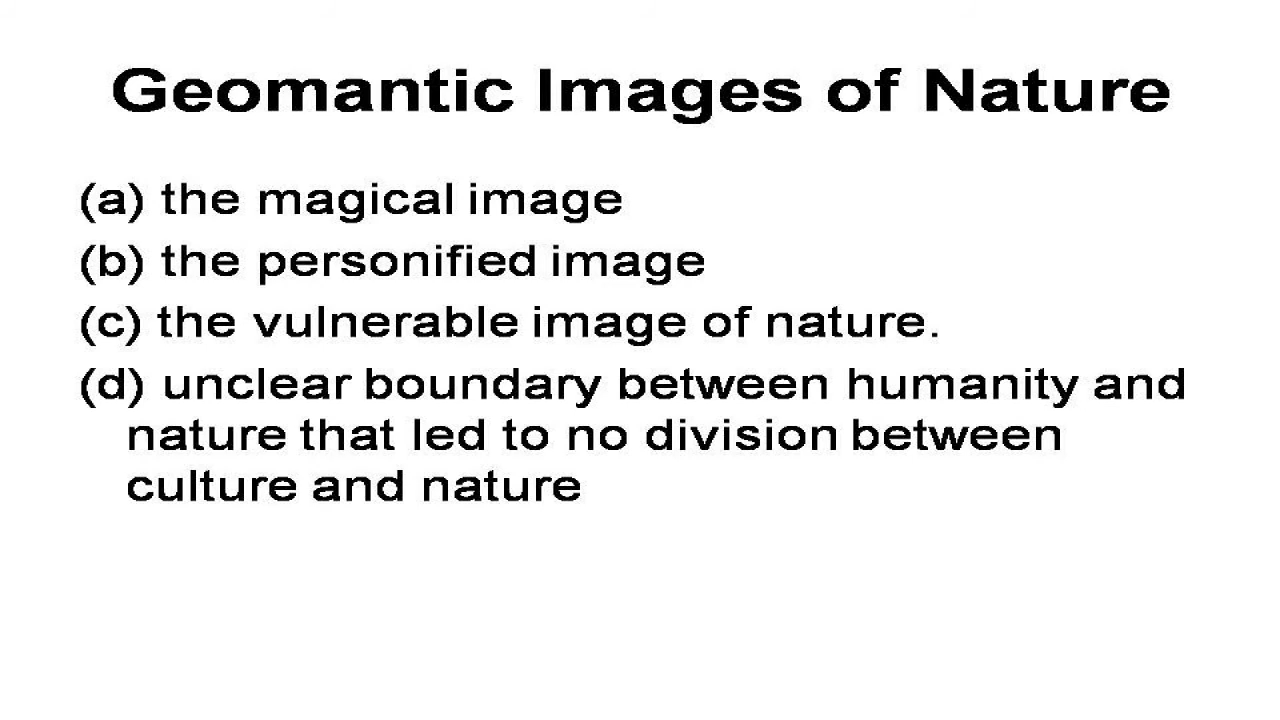 Geomantic Images of Nature
(a) the magical image
(b) the personified image
(c) the vulnerable image of nature.
(d) unclear boundary between humanity and
nature that led to no division between
culture and nature